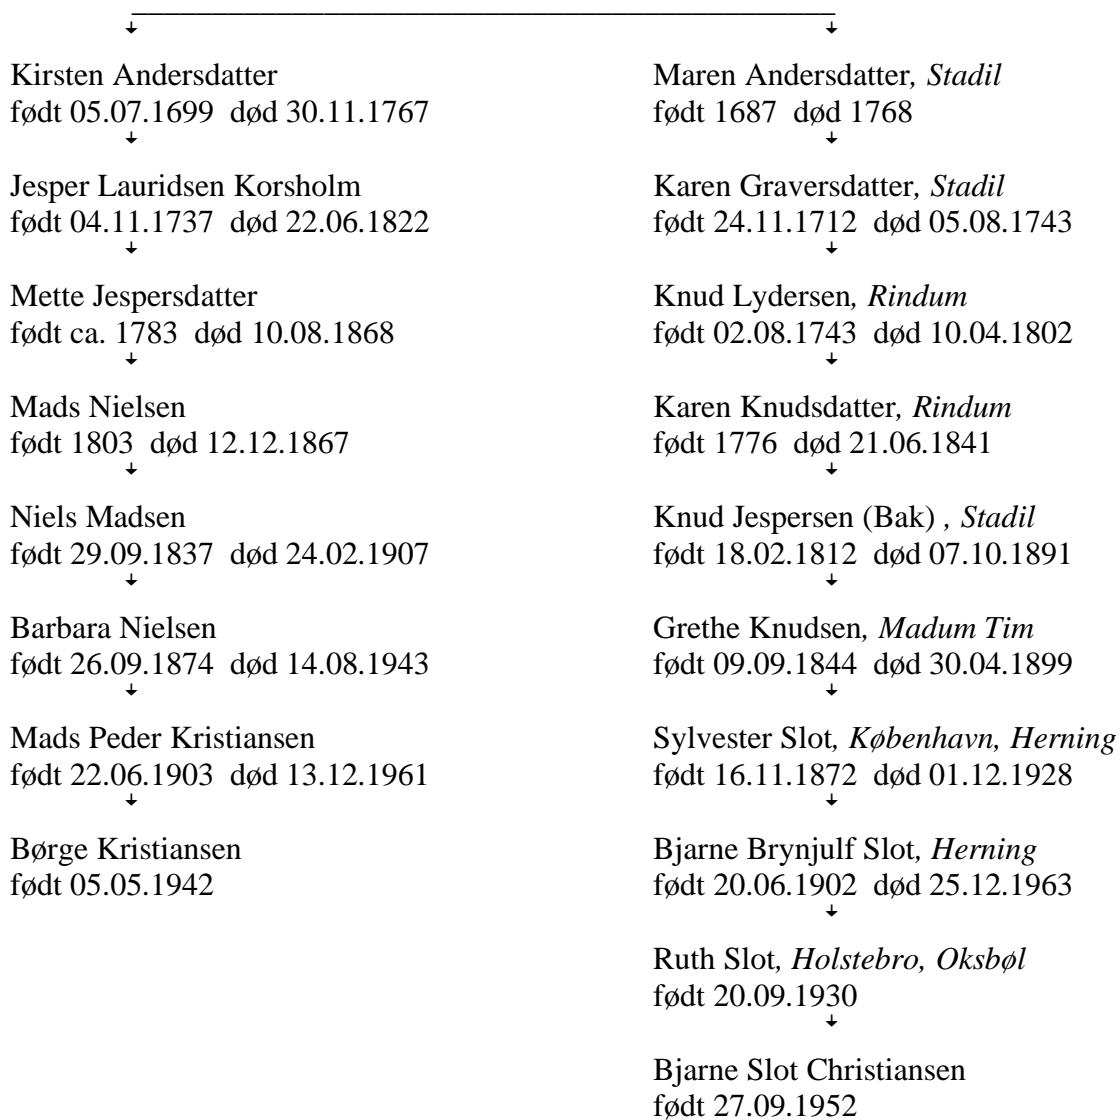 Kirsten Andersdatter
født 05.07.1699 død 30.11.1767
Jesper Lauridsen Korsholm
født 04.11.1737 død 22.06.1822
Mette Jespersdatter
født ca. 1783 død 10.08.1868
Mads Nielsen
født 1803 død 12.12.1867
Niels Madsen
født 29.09.1837 død 24.02.1907
Barbara Nielsen
født 26.09.1874 død 14.08.1943
Mads Peder Kristiansen
født 22.06.1903 død 13.12.1961
Børge Kristiansen
født 05.05.1942
Maren Andersdatter, Stadil
født 1687 død 1768
Karen Graversdatter, Stadil
født 24.11.1712 død 05.08.1743
Knud Lydersen, Rindum
født 02.08.1743 død 10.04.1802
Karen Knudsdatter, Rindum
født 1776 død 21.06.1841
Knud Jespersen (Bak) , Stadil
født 18.02.1812 død 07.10.1891
Grethe Knudsen, Madum Tim
født 09.09.1844 død 30.04.1899
Sylvester Slot, København, Herning
født 16.11.1872 død 01.12.1928
Bjarne Brynjulf Slot, Herning
født 20.06.1902 død 25.12.1963
Ruth Slot, Holstebro, Oksbøl
født 20.09.1930
Bjarne Slot Christiansen
født 27.09.1952